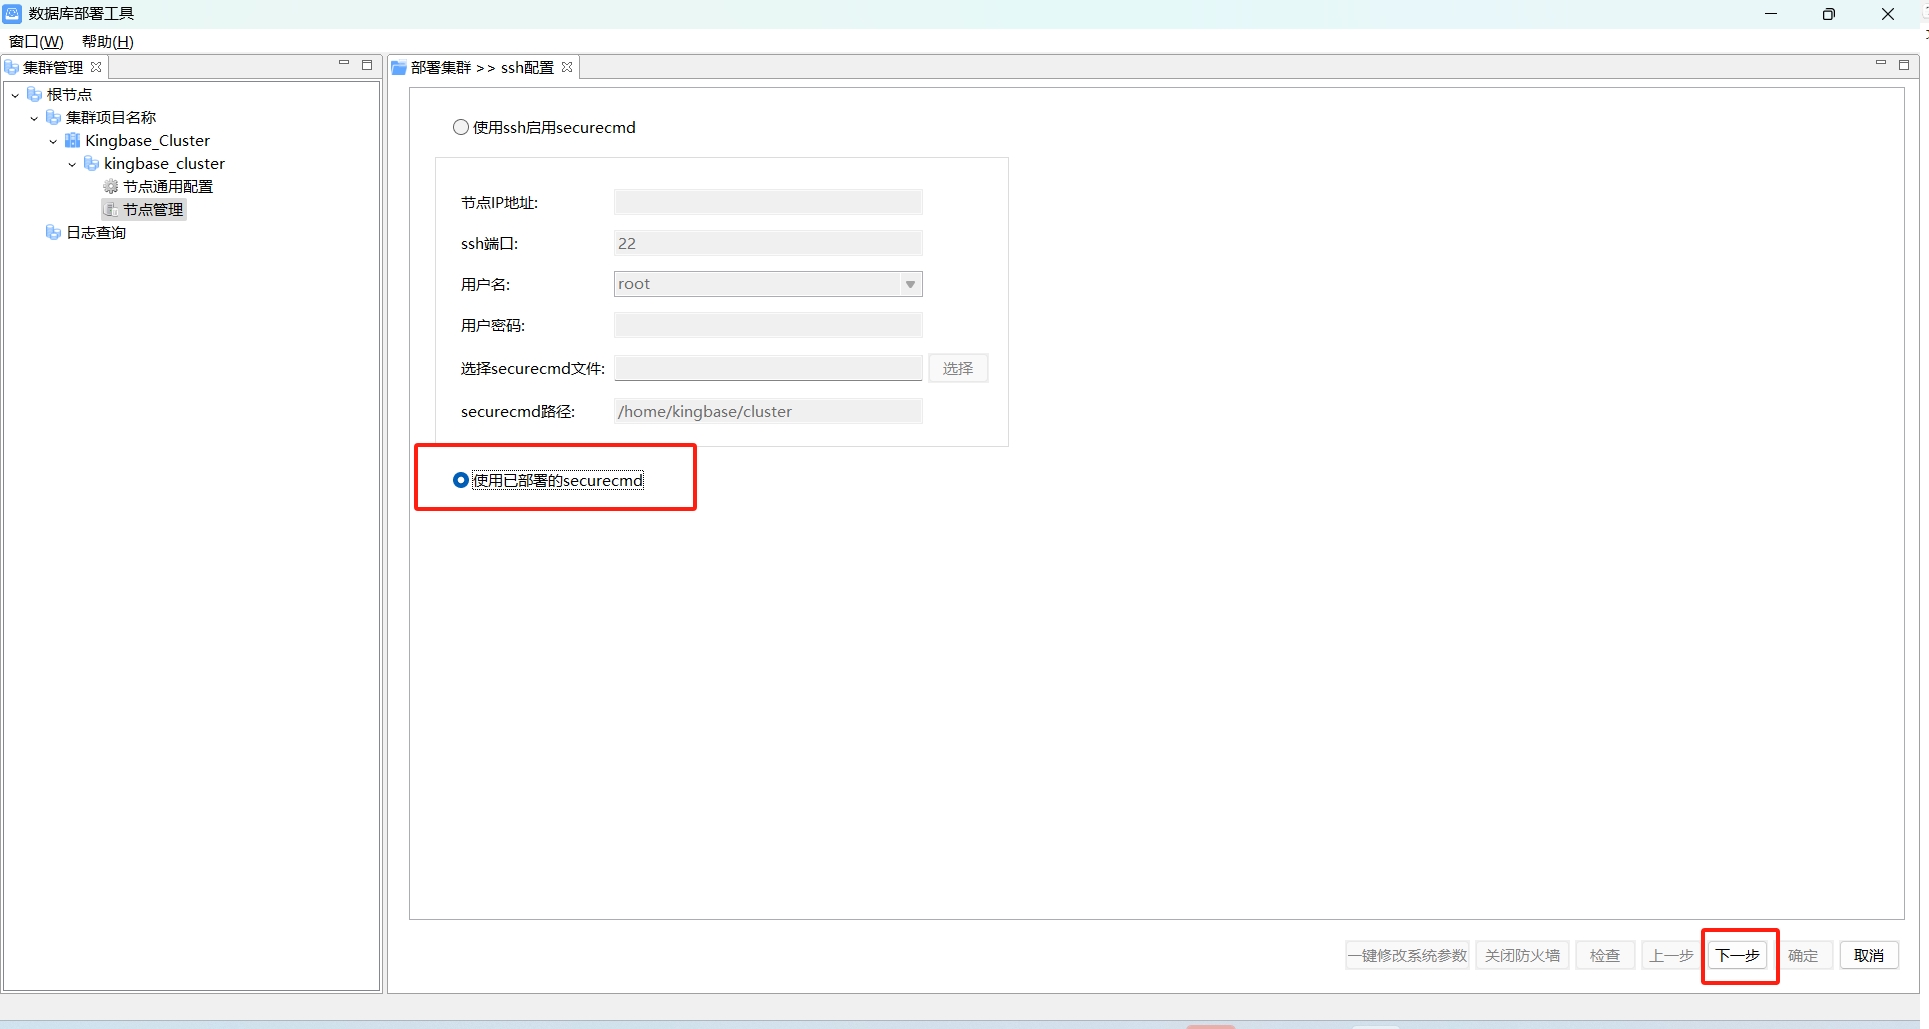 数据库部署工具
窗口(W) 帮助(H)
集群管理
根节点
集群项目名称
Kingbase_Cluster
kingbase_cluster
节点通用配置
节点管理
日志查询
部署集群 >> ssh配置
使用ssh启用securecmd
节点IP地址:
ssh端口: 22
用户名: root
用户密码:
选择securecmd文件: 选择
securecmd路径: /home/kingbase/cluster
使用已部署的securecmd
一键修改系统参数 关闭防火墙 检查 上一步 下一步 确定 取消